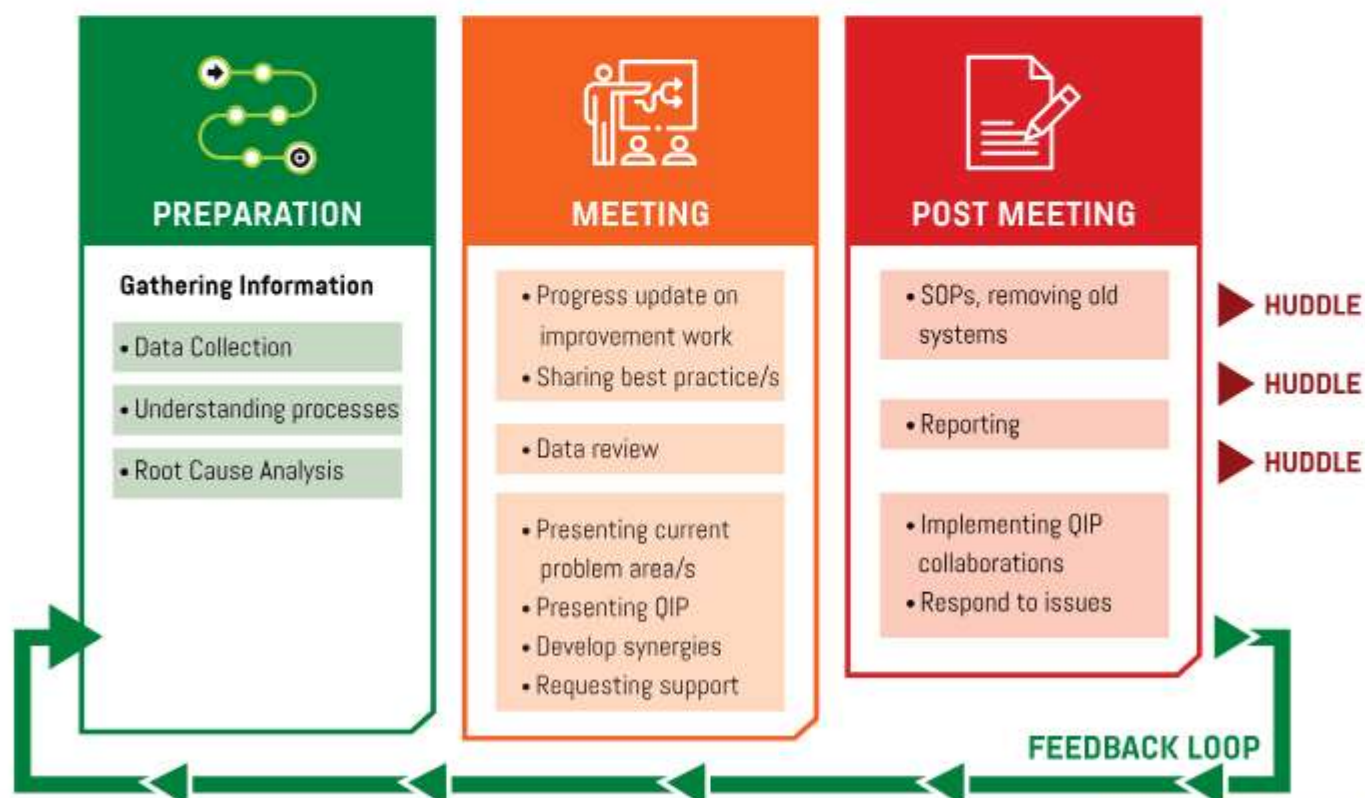 PREPARATION
Gathering Information
• Data Collection
• Understanding processes
• Root Cause Analysis
MEETING
• Progress update on
improvement work
• Sharing best practice/s
• Data review
• Presenting current
problem area/s
• Presenting QIP
• Develop synergies
• Requesting support
POST MEETING
• SOPs, removing old
systems
• Reporting
• Implementing QIP
collaborations
• Respond to issues
HUDDLE
HUDDLE
HUDDLE
FEEDBACK LOOP